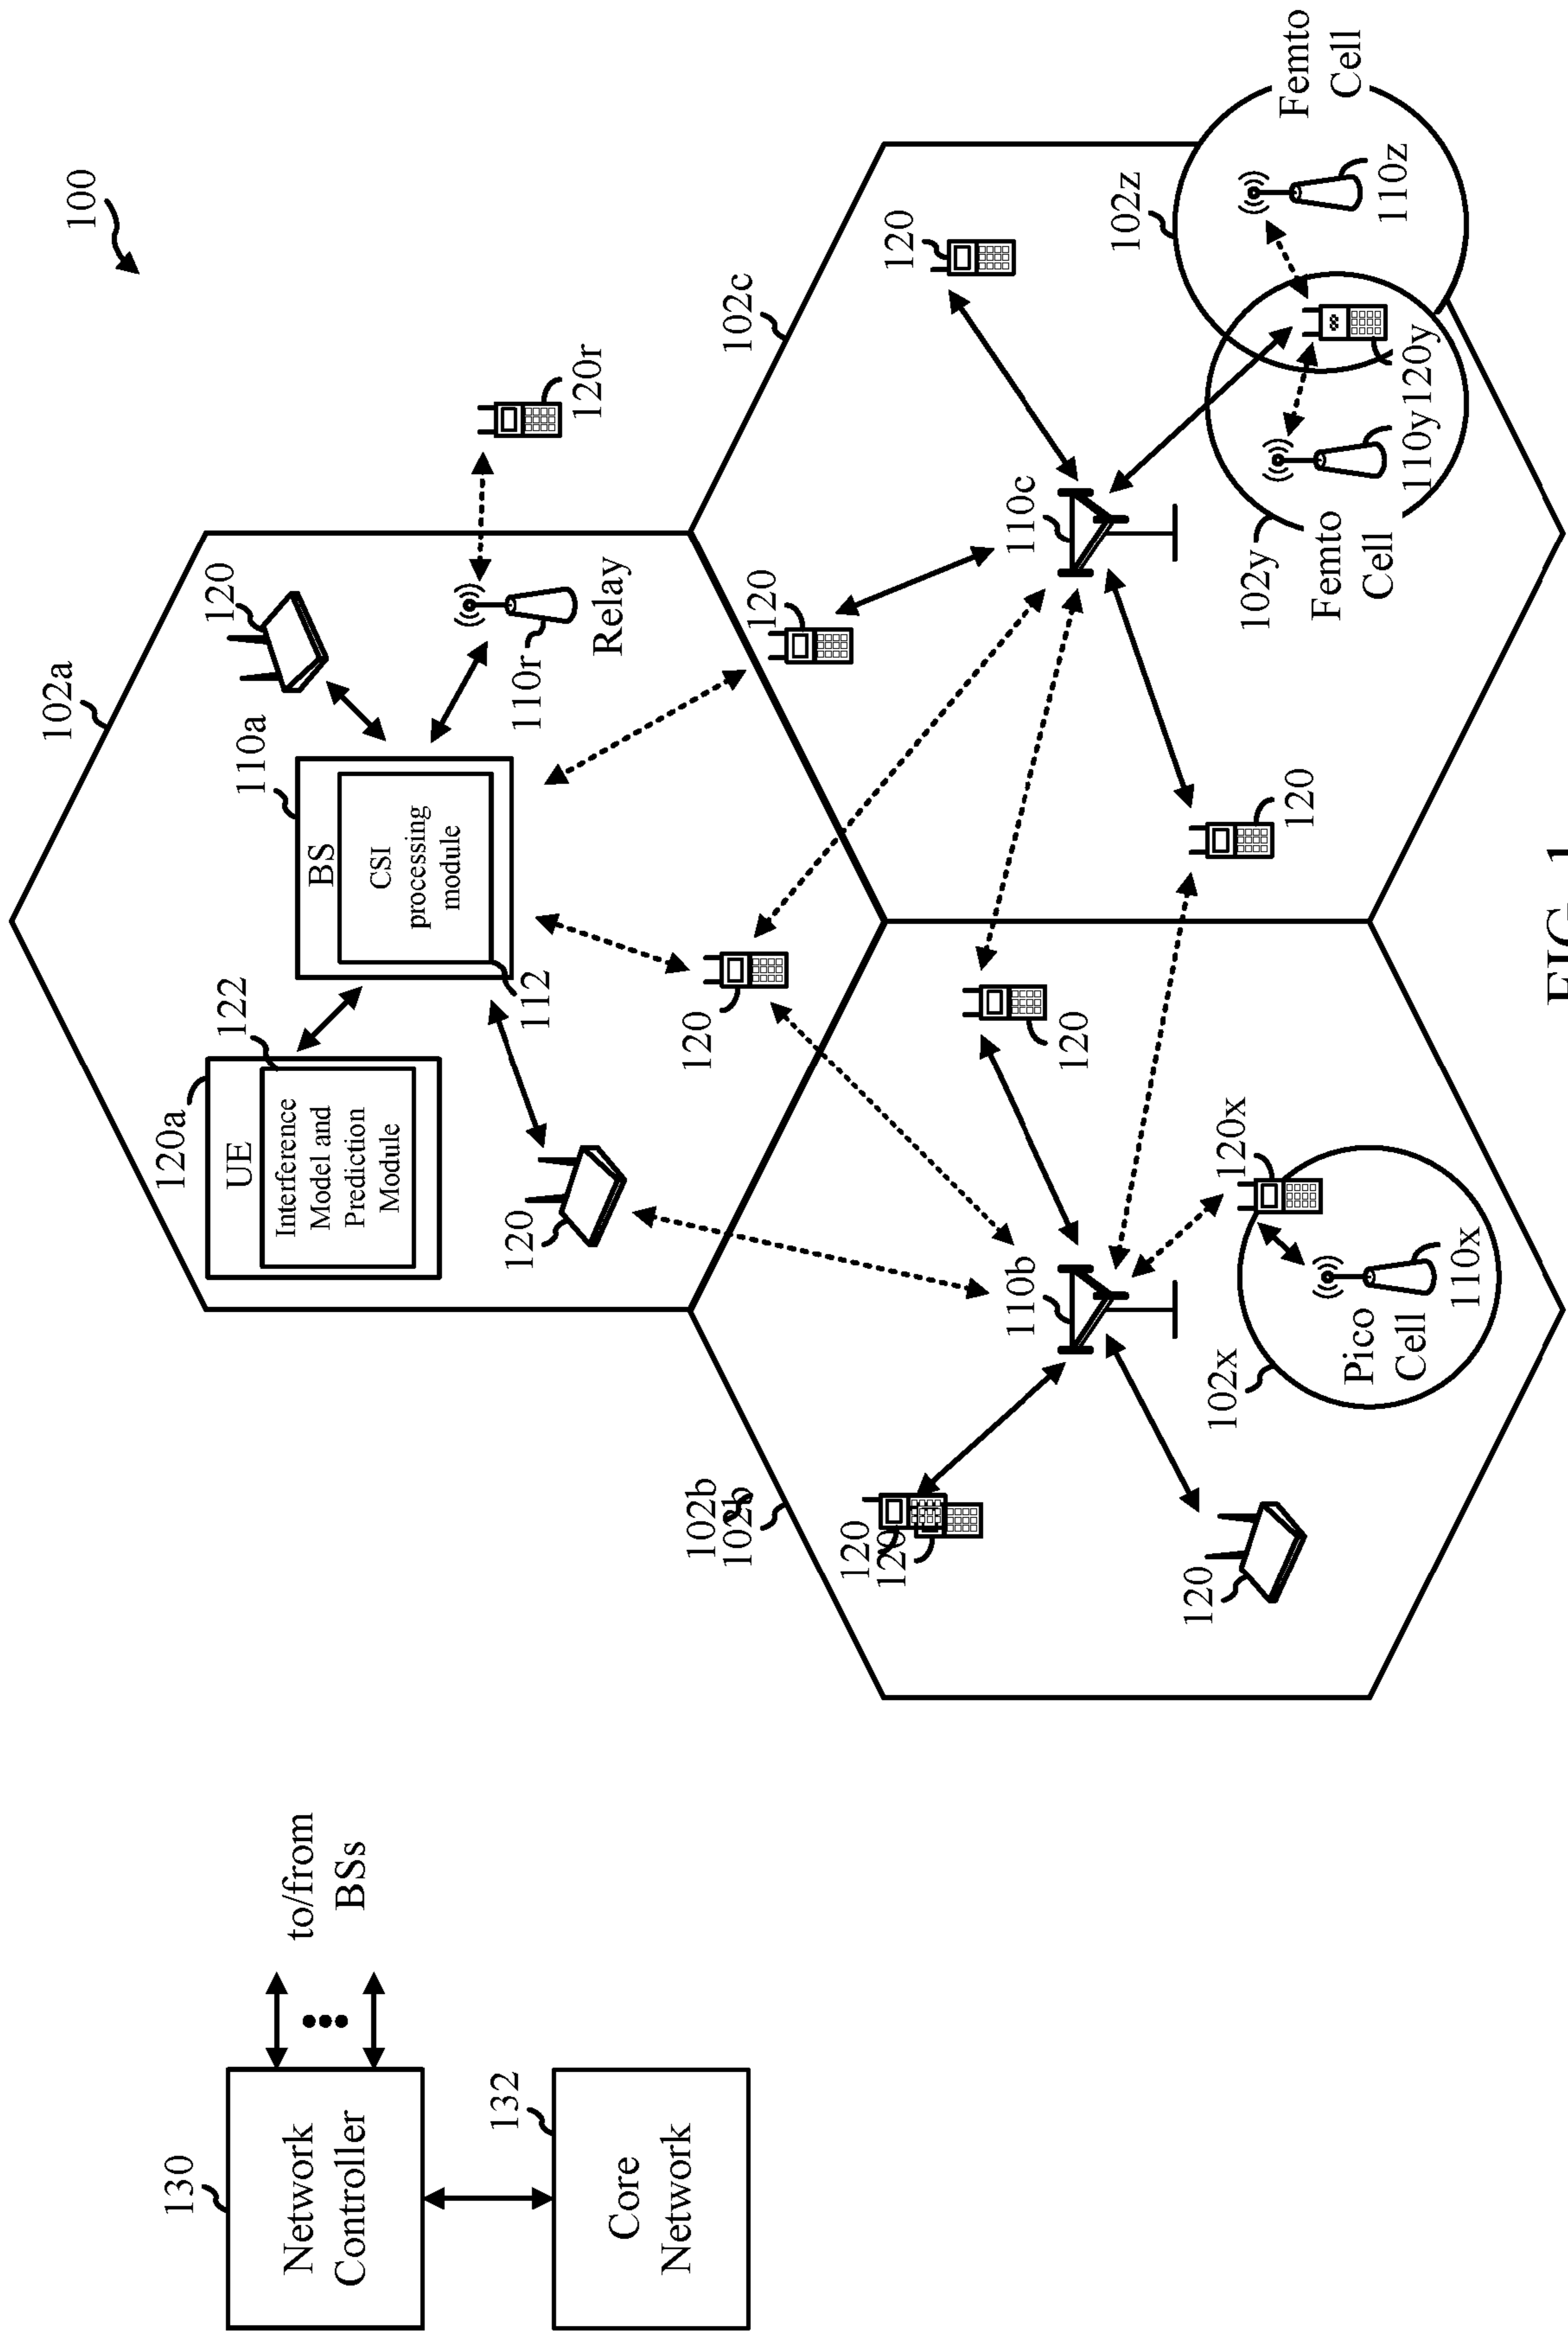 100
102a
110a
120
120a
122
UE
Interference
Model and
Prediction
Module
BS
CSI
processing
module
112
120
110r
Relay
120r
120
130
Network
Controller
to/from
BSs
132
Core
Network
102b
102b
120
120
120
110b
120
120x
102x
Pico
Cell
110x
102c
120
120
110c
120
102y
Femto
Cell
110y
120y
102z
Femto
Cell
110z
FIG. 1